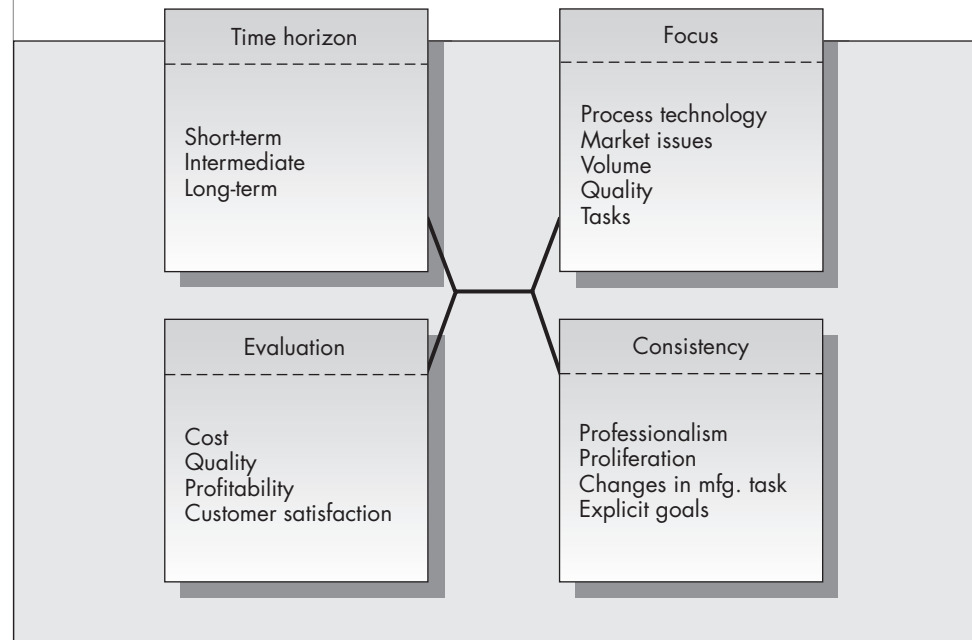 Time horizon
Short-term
Intermediate
Long-term
Focus
Process technology
Market issues
Volume
Quality
Tasks
Evaluation
Cost
Quality
Profitability
Customer satisfaction
Consistency
Professionalism
Proliferation
Changes in mfg. task
Explicit goals